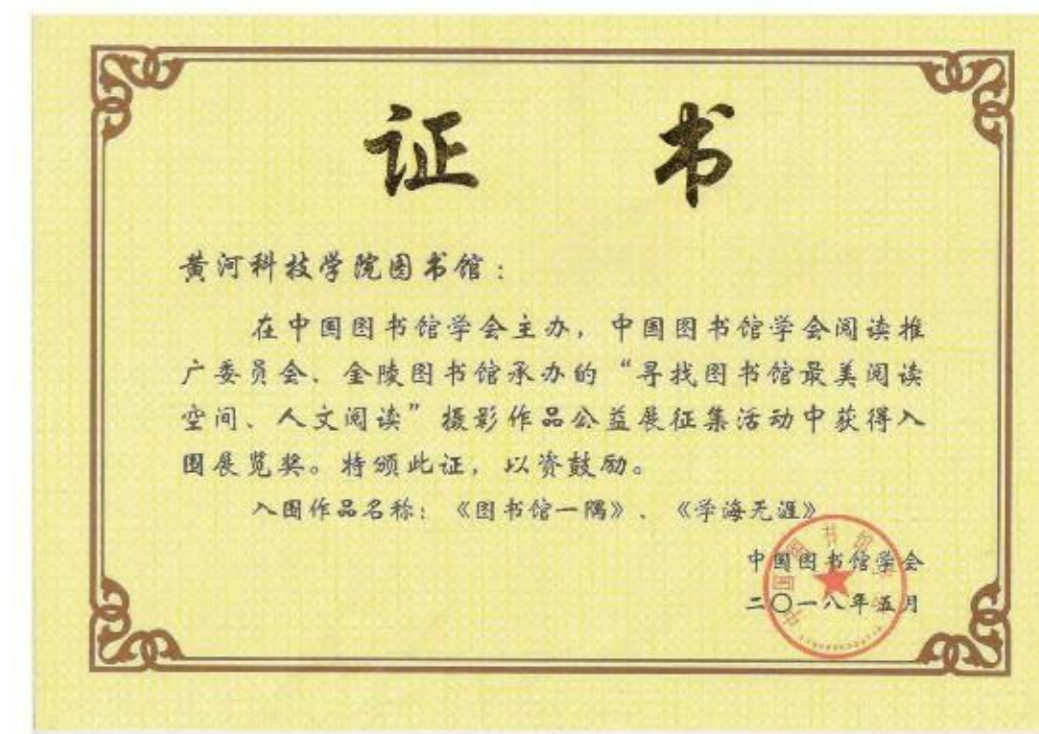 证 书
黄河科技学院图书馆：
在中国图书馆学会主办，中国图书馆学会阅读推
广委员会、金陵图书馆承办的“寻找图书馆最美阅读
空间、人文阅读”摄影作品公益展征集活动中获得入
围展览奖。特颁此证，以资鼓励。
入围作品名称：《图书馆一隅》、《学海无涯》
中国图书馆学会
二〇一八年五月